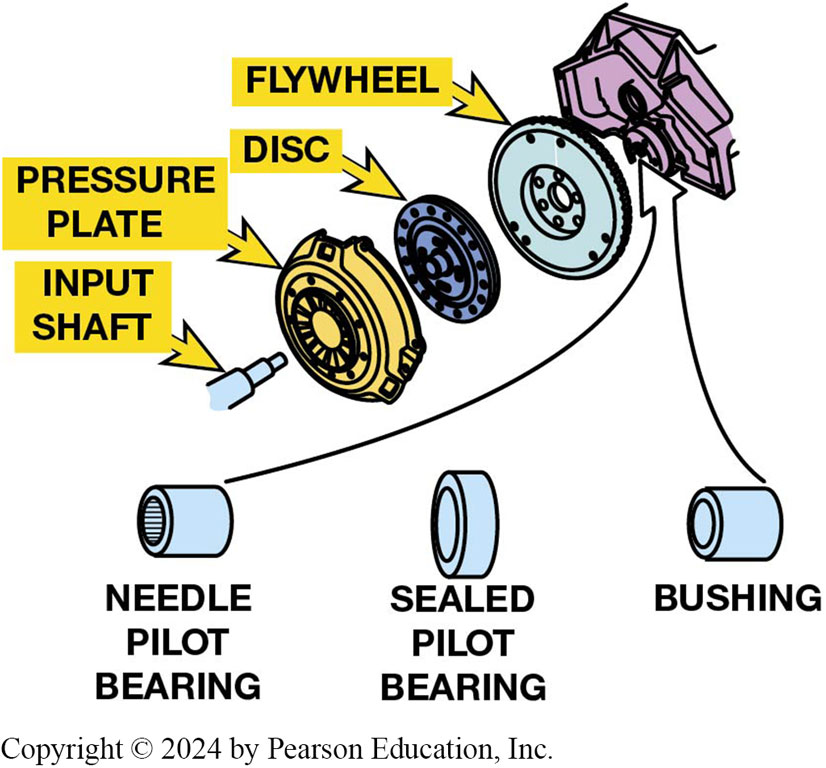 FLYWHEEL
DISC
PRESSURE
PLATE
INPUT
SHAFT
NEEDLE
PILOT
BEARING
SEALED
PILOT
BEARING
BUSHING
Copyright © 2024 by Pearson Education, Inc.